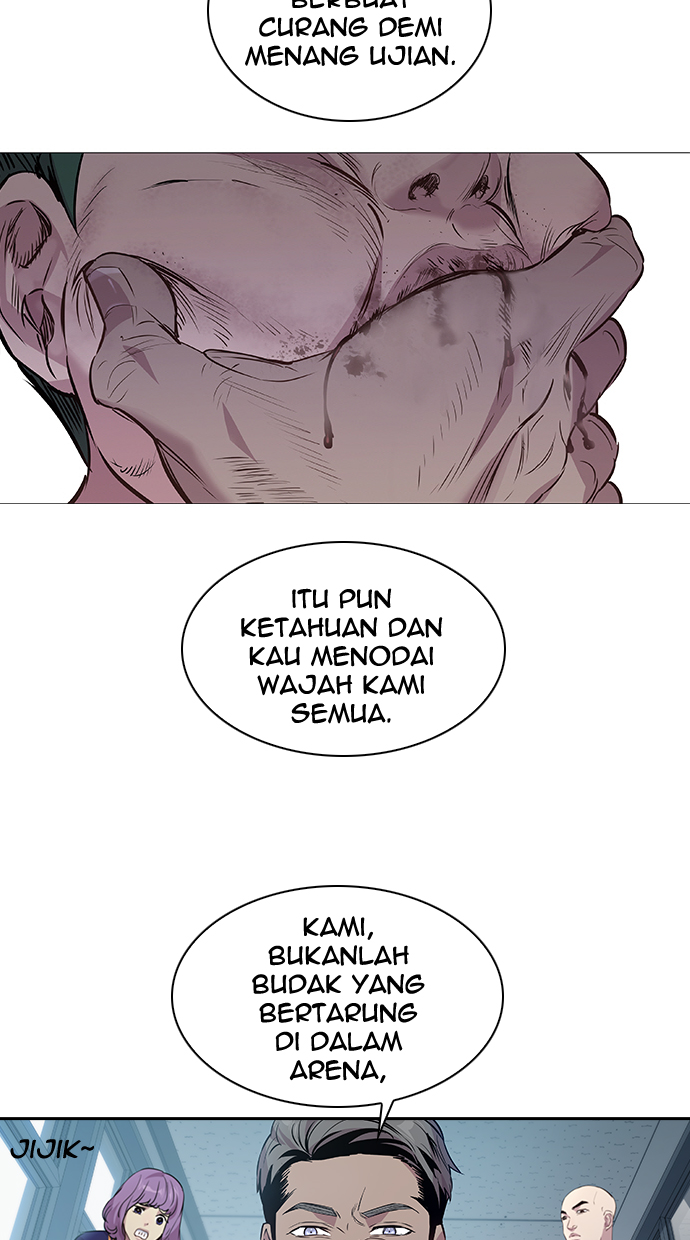 BERBUAT
CURANG DEMI
MENANG UJIAN.
ITU PUN
KETAHUAN DAN
KAU MENODAI
WAJAH KAMI
SEMUA.
KAMI,
BUKANLAH
BUDAK YANG
BERTARUNG
DI DALAM
ARENA,
JIJIK~